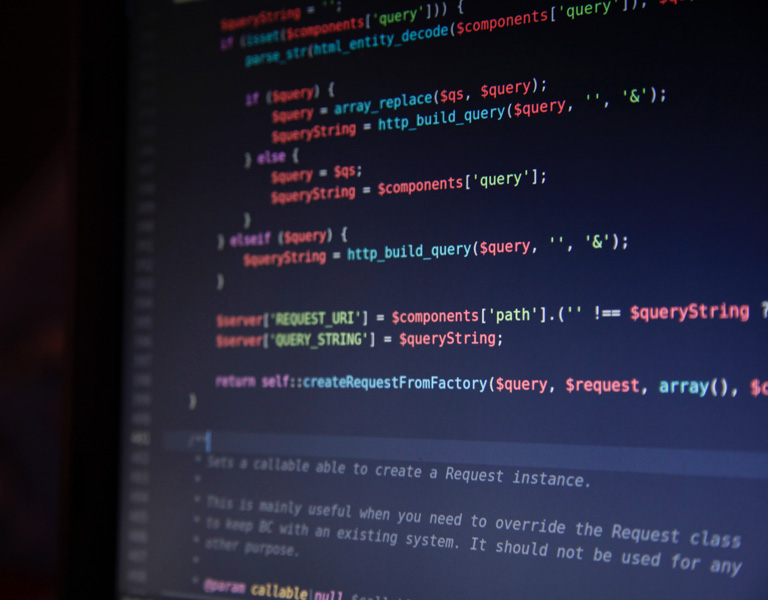 $queryString = '';
if (isset($components['query'])) {
parse_str(html_entity_decode($components['query']),
if ($query) {
$query = array_replace($qs, $query);
$queryString = http_build_query($query, '', '&');
} else {
$query = $qs;
$queryString = $components['query'];
}
} elseif ($query) {
$queryString = http_build_query($query, '', '&');
}
$server['REQUEST_URI'] = $components['path'].('' !== $queryString ?
$server['QUERY_STRING'] = $queryString;
return self::createRequestFromFactory($query, $request, array(), $c
}
/**
* Sets a callable able to create a Request instance.
*
* This is mainly useful when you need to override the Request class
* to keep BC with an existing system. It should not be used for any
* other purpose.
*
* @param callable|null